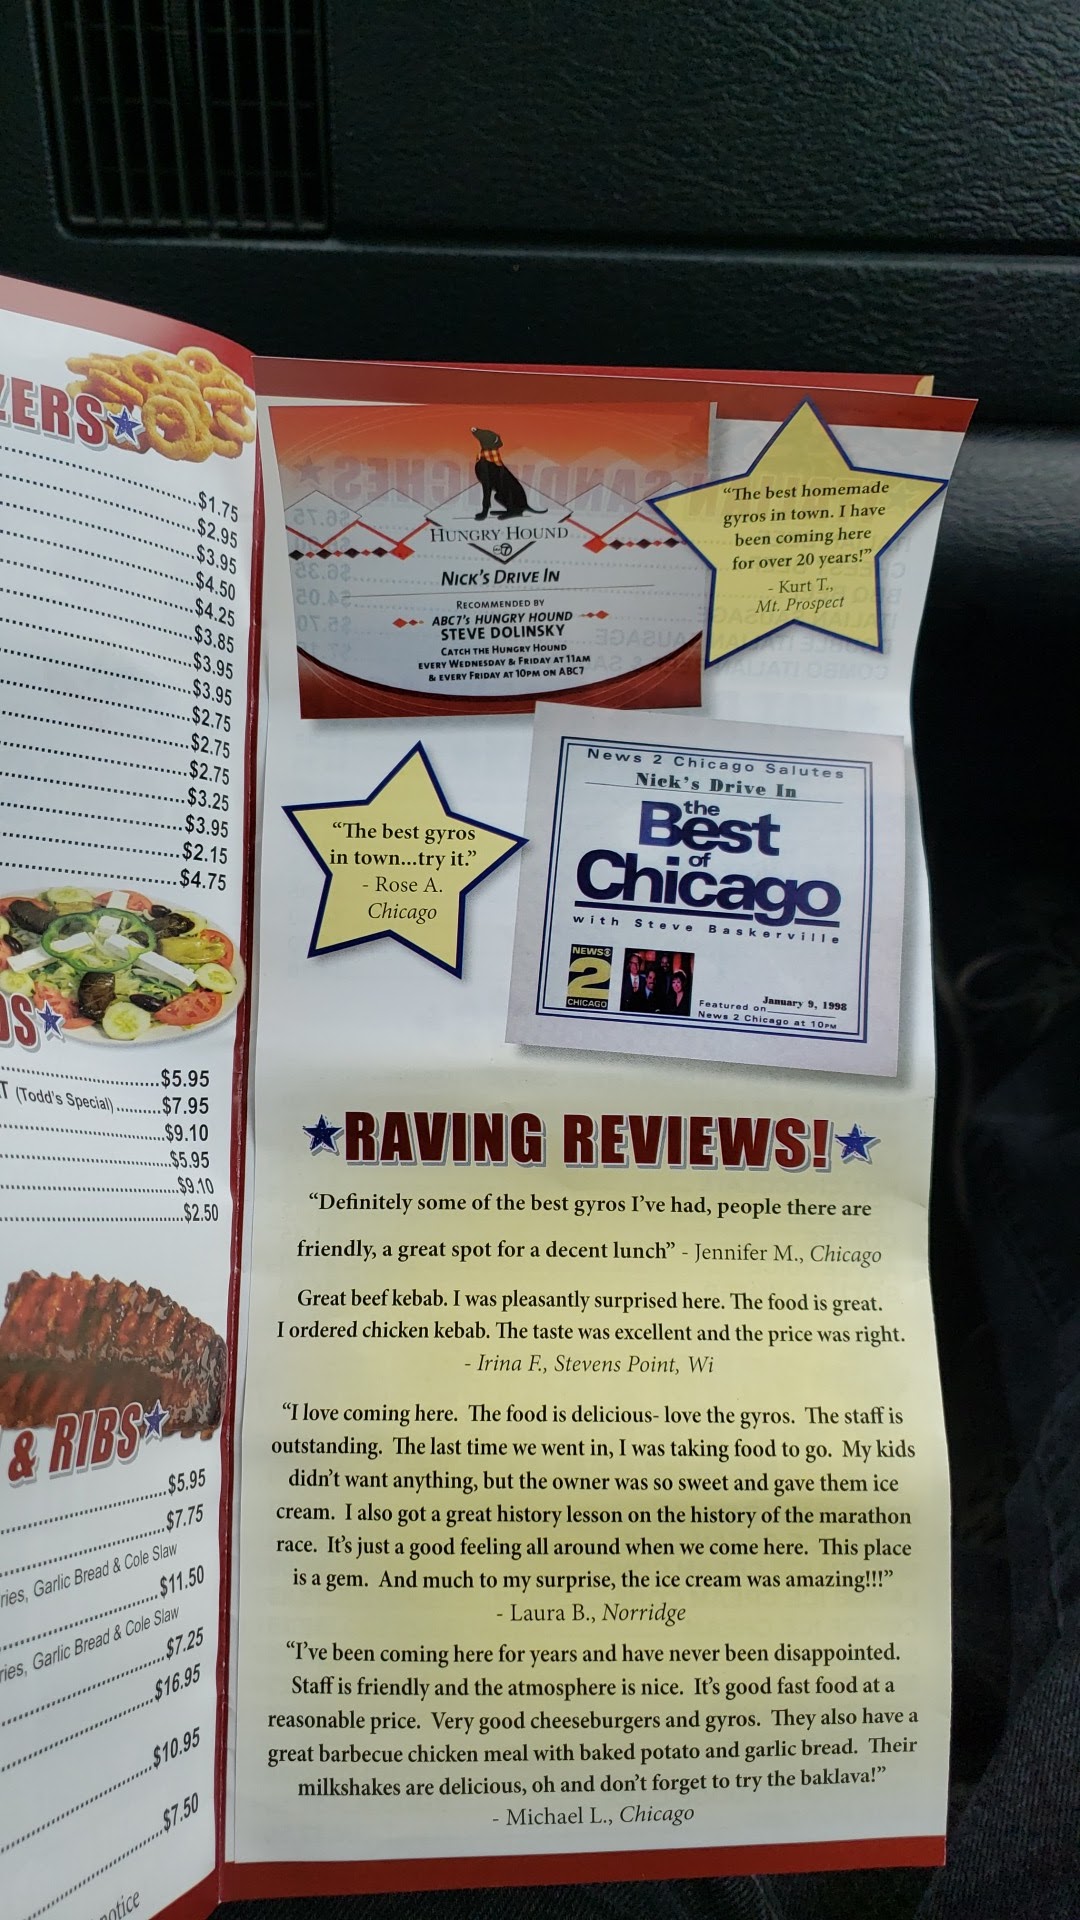 ZERS
$1.75
$2.95
$3.95
$4.50
$4.25
$3.85
$3.95
$3.95
$2.75
$2.75
$2.75
$3.25
$3.95
$2.15
$4.75
DS
$5.95
T (Todd's Special) $7.95
$9.10
$5.95
$9.10
$2.50
& RIBS
$5.95
$7.75
ries, Garlic Bread & Cole Slaw
$11.50
ries, Garlic Bread & Cole Slaw
$7.25
$16.95
$10.95
$7.50
notice
HUNGRY HOUND
7
NICK'S DRIVE IN
RECOMMENDED BY
ABC7'S HUNGRY HOUND
STEVE DOLINSKY
CATCH THE HUNGRY HOUND
EVERY WEDNESDAY & FRIDAY AT 11AM
& EVERY FRIDAY AT 10PM ON ABC7
“The best homemade
gyros in town. I have
been coming here
for over 20 years!”
- Kurt T.,
Mt. Prospect
“The best gyros
in town...try it.”
- Rose A.
Chicago
News 2 Chicago Salutes
Nick's Drive In
the
Best
of
Chicago
with Steve Baskerville
NEWS
2
CHICAGO
January 9, 1998
Featured on
News 2 Chicago at 10PM
RAVING REVIEWS!
“Definitely some of the best gyros I've had, people there are
friendly, a great spot for a decent lunch” - Jennifer M., Chicago
Great beef kebab. I was pleasantly surprised here. The food is great.
I ordered chicken kebab. The taste was excellent and the price was right.
- Irina F., Stevens Point, Wi
“I love coming here. The food is delicious- love the gyros. The staff is
outstanding. The last time we went in, I was taking food to go. My kids
didn't want anything, but the owner was so sweet and gave them ice
cream. I also got a great history lesson on the history of the marathon
race. It's just a good feeling all around when we come here. This place
is a gem. And much to my surprise, the ice cream was amazing!!!”
- Laura B., Norridge
“I've been coming here for years and have never been disappointed.
Staff is friendly and the atmosphere is nice. It's good fast food at a
reasonable price. Very good cheeseburgers and gyros. They also have a
great barbecue chicken meal with baked potato and garlic bread. Their
milkshakes are delicious, oh and don't forget to try the baklava!”
- Michael L., Chicago